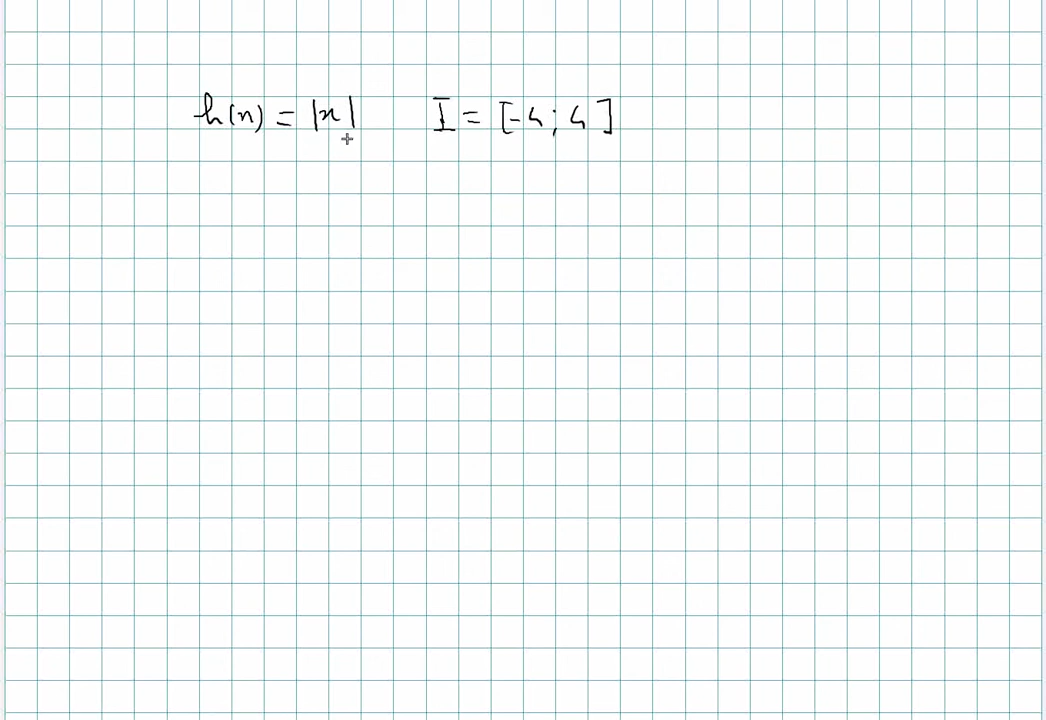 h(x) = |x| I = [-4; 4]